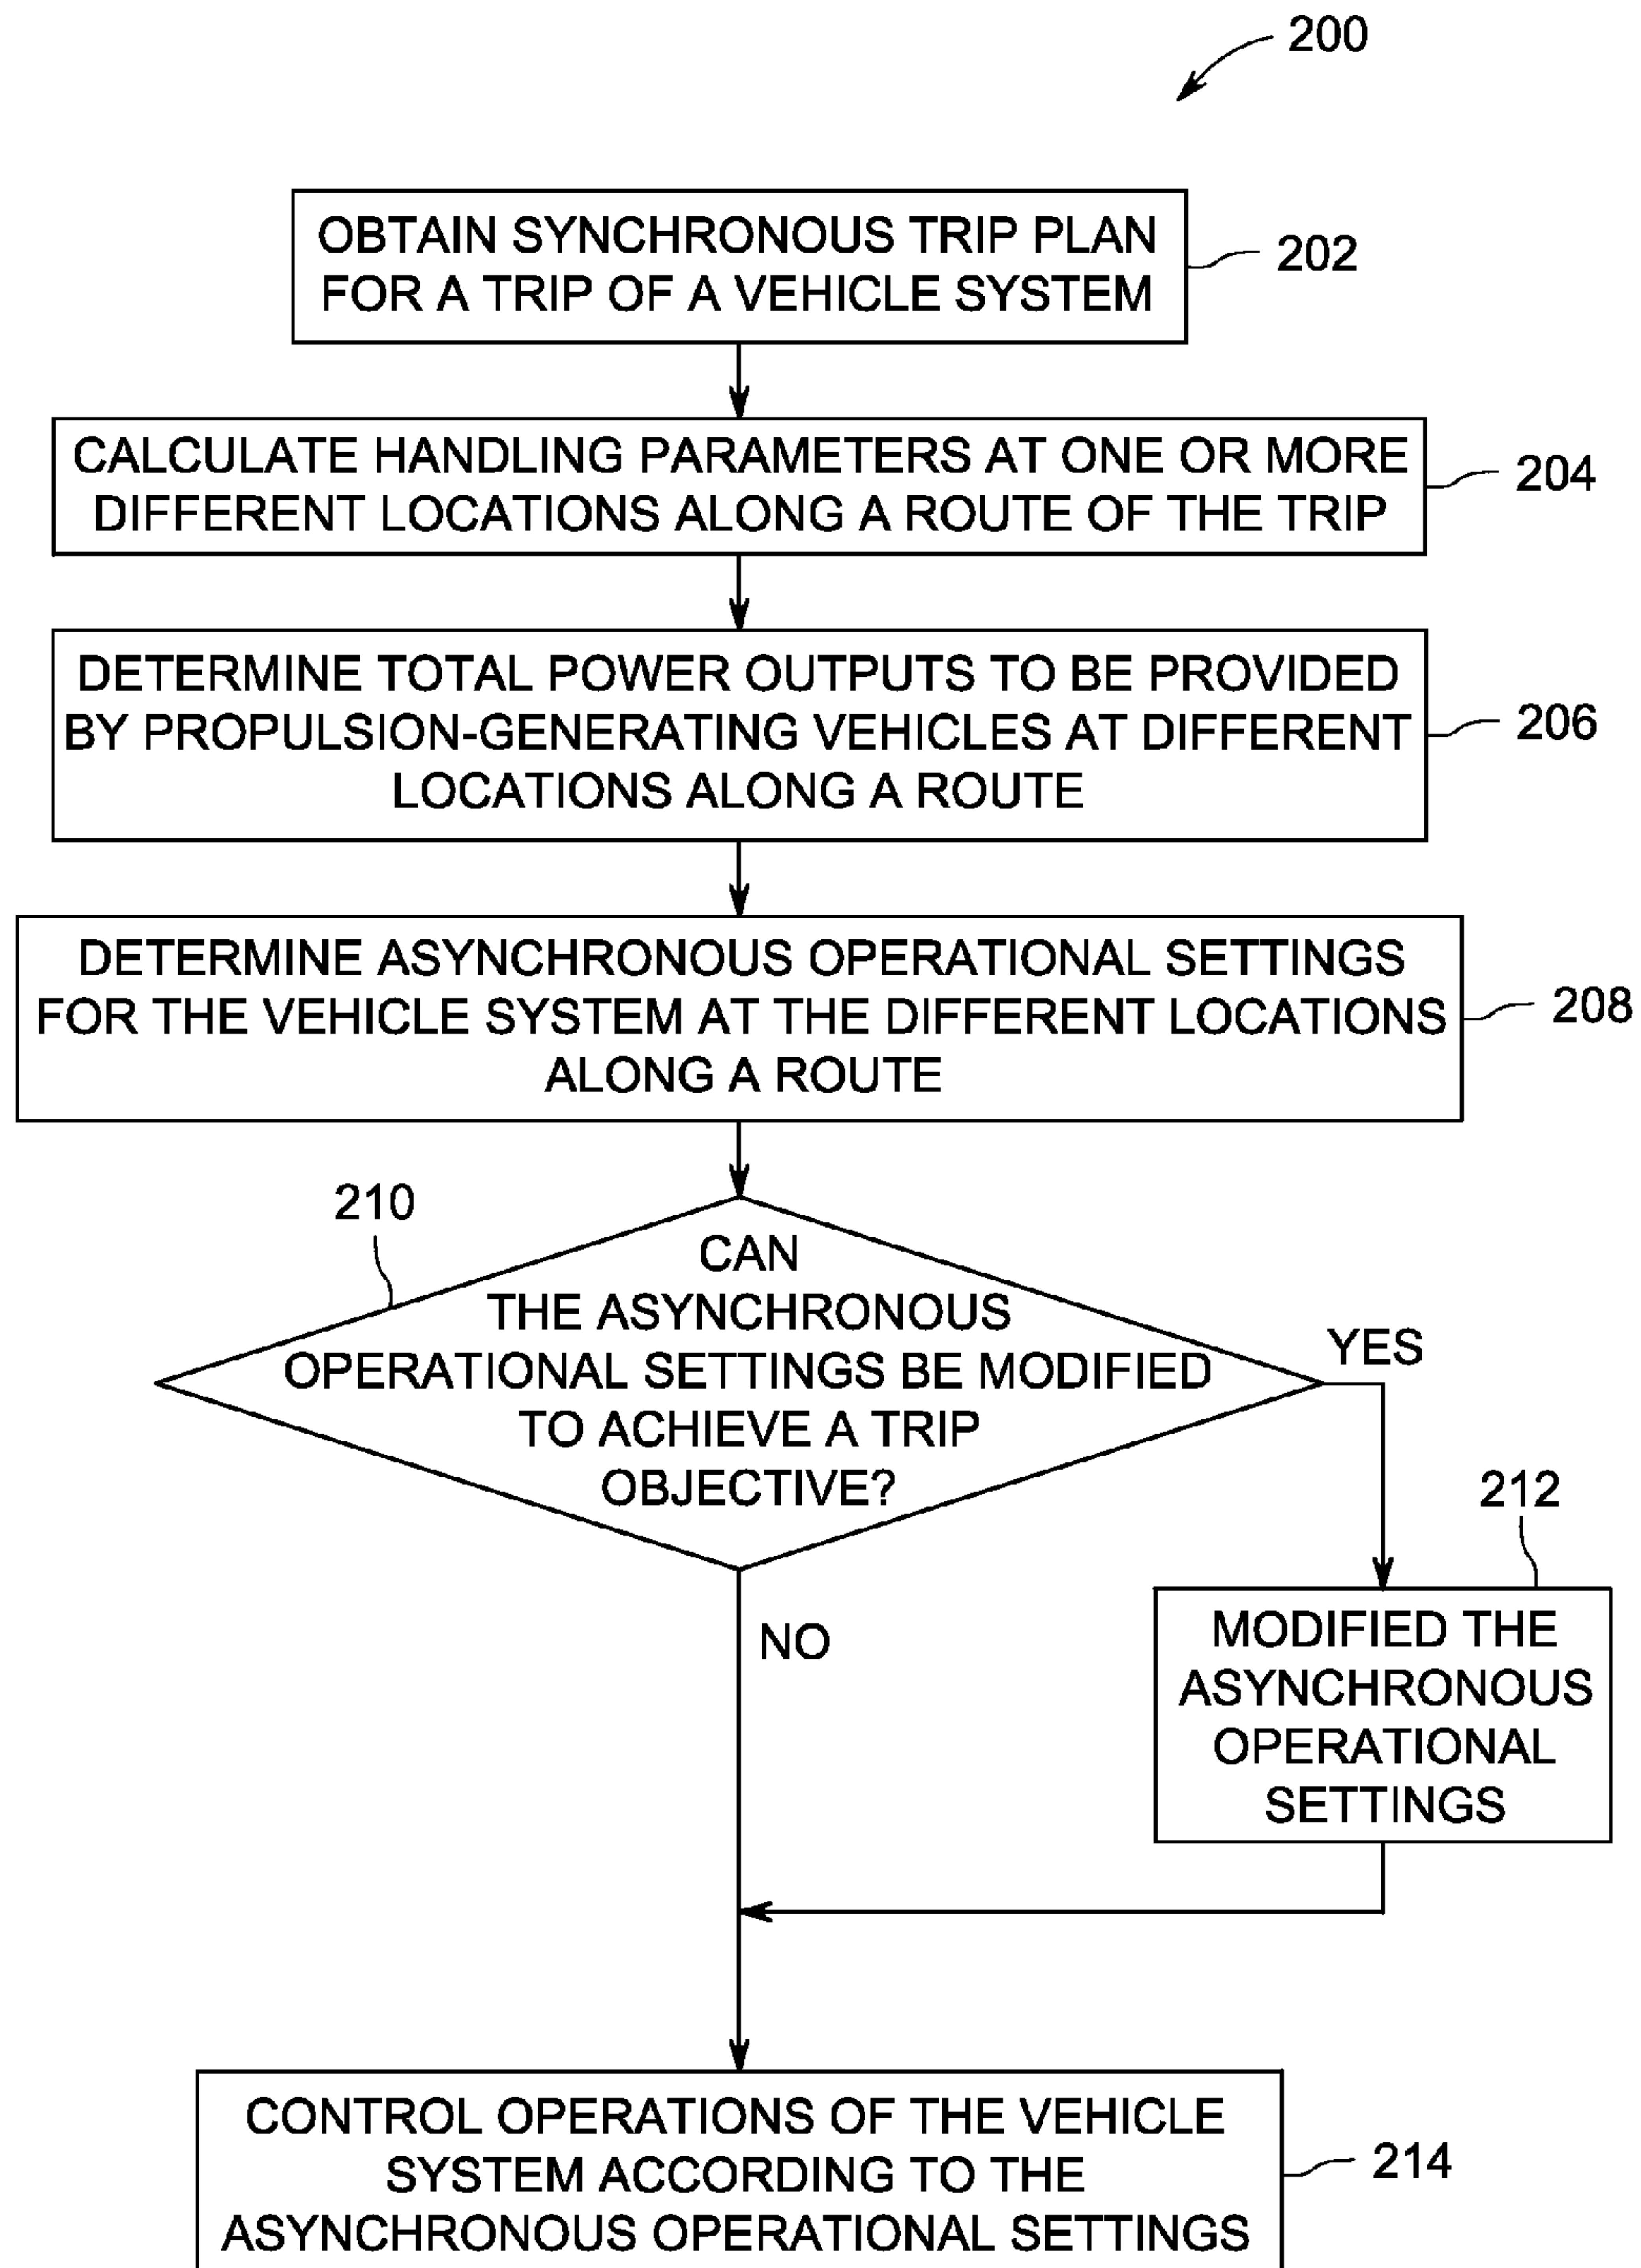 200
OBTAIN SYNCHRONOUS TRIP PLAN
FOR A TRIP OF A VEHICLE SYSTEM
202
CALCULATE HANDLING PARAMETERS AT ONE OR MORE
DIFFERENT LOCATIONS ALONG A ROUTE OF THE TRIP
204
DETERMINE TOTAL POWER OUTPUTS TO BE PROVIDED
BY PROPULSION-GENERATING VEHICLES AT DIFFERENT
LOCATIONS ALONG A ROUTE
206
DETERMINE ASYNCHRONOUS OPERATIONAL SETTINGS
FOR THE VEHICLE SYSTEM AT THE DIFFERENT LOCATIONS
ALONG A ROUTE
208
210
CAN
THE ASYNCHRONOUS
OPERATIONAL SETTINGS BE MODIFIED
TO ACHIEVE A TRIP
OBJECTIVE?
YES
NO
212
MODIFIED THE
ASYNCHRONOUS
OPERATIONAL
SETTINGS
CONTROL OPERATIONS OF THE VEHICLE
SYSTEM ACCORDING TO THE
ASYNCHRONOUS OPERATIONAL SETTINGS
214